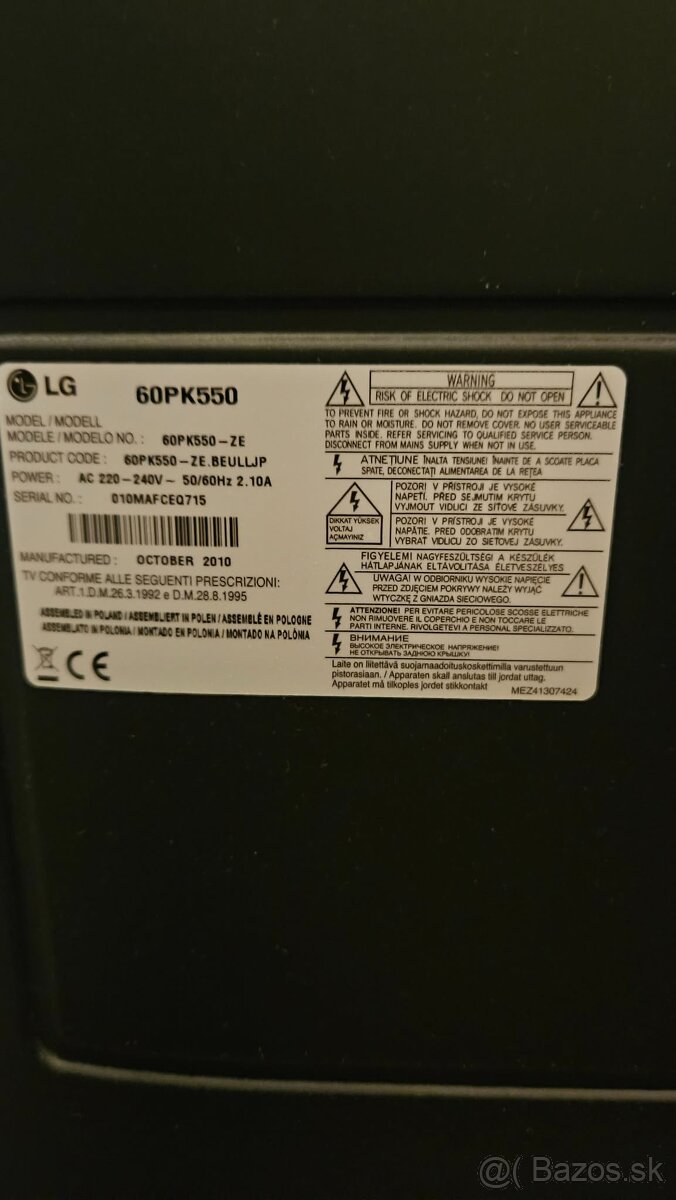 LG 60PK550
MODEL / MODELL
MODELE / MODELO NO. : 60PK550-ZE
PRODUCT CODE : 60PK550-ZE.BEULLJP
POWER : AC 220-240V~ 50/60Hz 2.10A
SERIAL NO. : 010MAFCEQ715
MANUFACTURED : OCTOBER 2010
TV CONFORME ALLE SEGUENTI PRESCRIZIONI:
ART.1.D.M.26.3.1992 e D.M.28.8.1995
ASSEMBLED IN POLAND / ASSEMBLIERT IN POLEN / ASSEMBLÉ EN POLOGNE
ASSEMBLATO IN POLONIA / MONTADO EN POLONIA / MONTADO NA POLÔNIA
CE
WARNING
RISK OF ELECTRIC SHOCK DO NOT OPEN
TO PREVENT FIRE OR SHOCK HAZARD, DO NOT EXPOSE THIS APPLIANCE
TO RAIN OR MOISTURE. DO NOT REMOVE COVER. NO USER SERVICEABLE
PARTS INSIDE. REFER SERVICING TO QUALIFIED SERVICE PERSON.
DISCONNECT FROM MAINS SUPPLY WHEN NOT IN USE.
ATENŢIUNE ÎNALTA TENSIUNE! ÎNAINTE DE A SCOATE PLACA
SPATE, DECONECTAŢI ALIMENTAREA DE LA REŢEA
DIKKAT YÜKSEK
VOLTAJ
AÇMAYINIZ
POZOR! V PŘÍSTROJI JE VYSOKÉ
NAPĚTÍ. PŘED SEJMUTIM KRYTU
VYJMOUT VIDLICI ZE SÍŤOVÉ ZÁSUVKY.
POZOR! V PRÍSTROJI JE VYSOKÉ
NAPÄTIE. PRED ODOBRATÍM KRYTU
VYBRAŤ VIDLICU ZO SIEŤOVEJ ZÁSUVKY.
FIGYELEM! NAGYFESZÜLTSÉG! A KÉSZÜLÉK
HÁTLAPJÁNAK ELTÁVOLÍTÁSA ÉLETVESZÉLYES
UWAGA! W ODBIORNIKU WYSOKIE NAPIĘCIE
PRZED ZDJĘCIEM POKRYWY NALEŻY WYJĄĆ
WTYCZKĘ Z GNIAZDA SIECIOWEGO.
ATTENZIONE! PER EVITARE PERICOLOSE SCOSSE ELETTRICHE
NON RIMUOVERE IL COPERCHIO E NON TOCCARE LE
PARTI INTERNE. RIVOLGETEVI A PERSONAL SPECIALIZZATO.
ВНИМАНИЕ
ВЫСОКОЕ ЭЛЕКТРИЧЕСКОЕ НАПРЯЖЕНИЕ!
НЕ ОТКРЫВАТЬ ЗАДНЮЮ КРЫШКУ!
Laite on liitettävä suojamaadoituskoskettimilla varustettuun
pistorasiaan. / Apparaten skall anslutas till jordat uttag.
Apparatet må tilkoples jordet stikkontakt
MEZ41307424
@( Bazos.sk